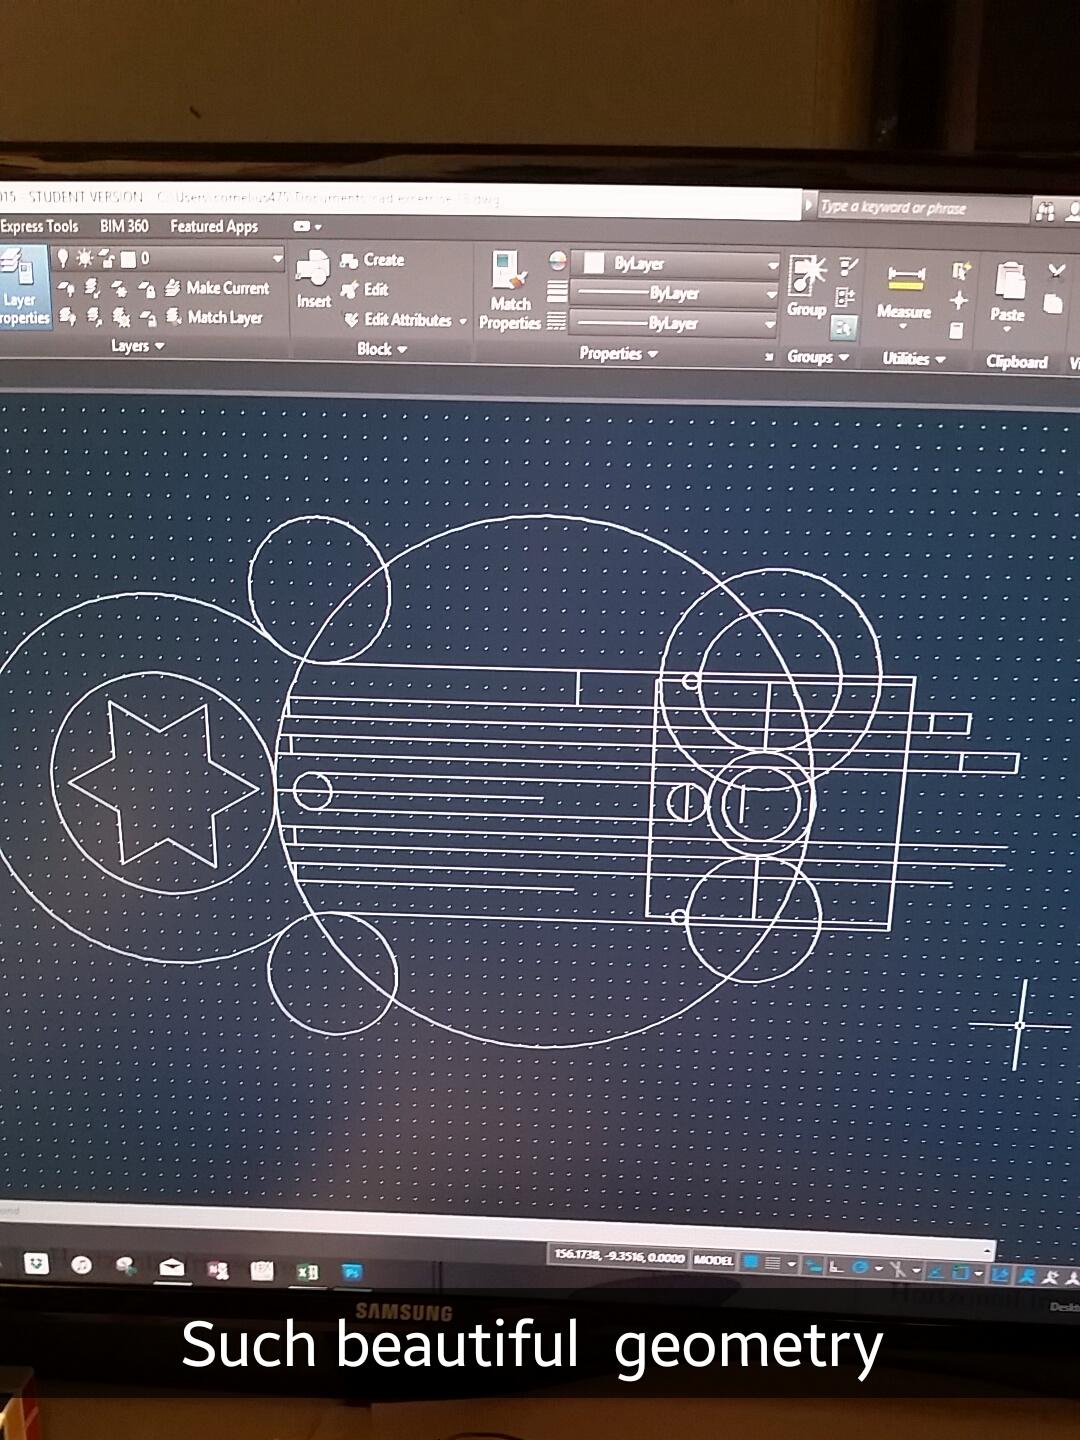 015 - STUDENT VERSION C:\Users\cornelius475\Documents\cad exercise
Type a keyword or phrase
Express Tools BIM 360 Featured Apps
0
Make Current
Match Layer
Layer
Properties
Layers
Insert
Create
Edit
Edit Attributes
Block
Match
Properties
ByLayer
ByLayer
ByLayer
Properties
Group
Groups
Measure
Utilities
Paste
Clipboard
156.1738, -9.3516, 0.0000 MODEL
Ps
SAMSUNG
Such beautiful geometry